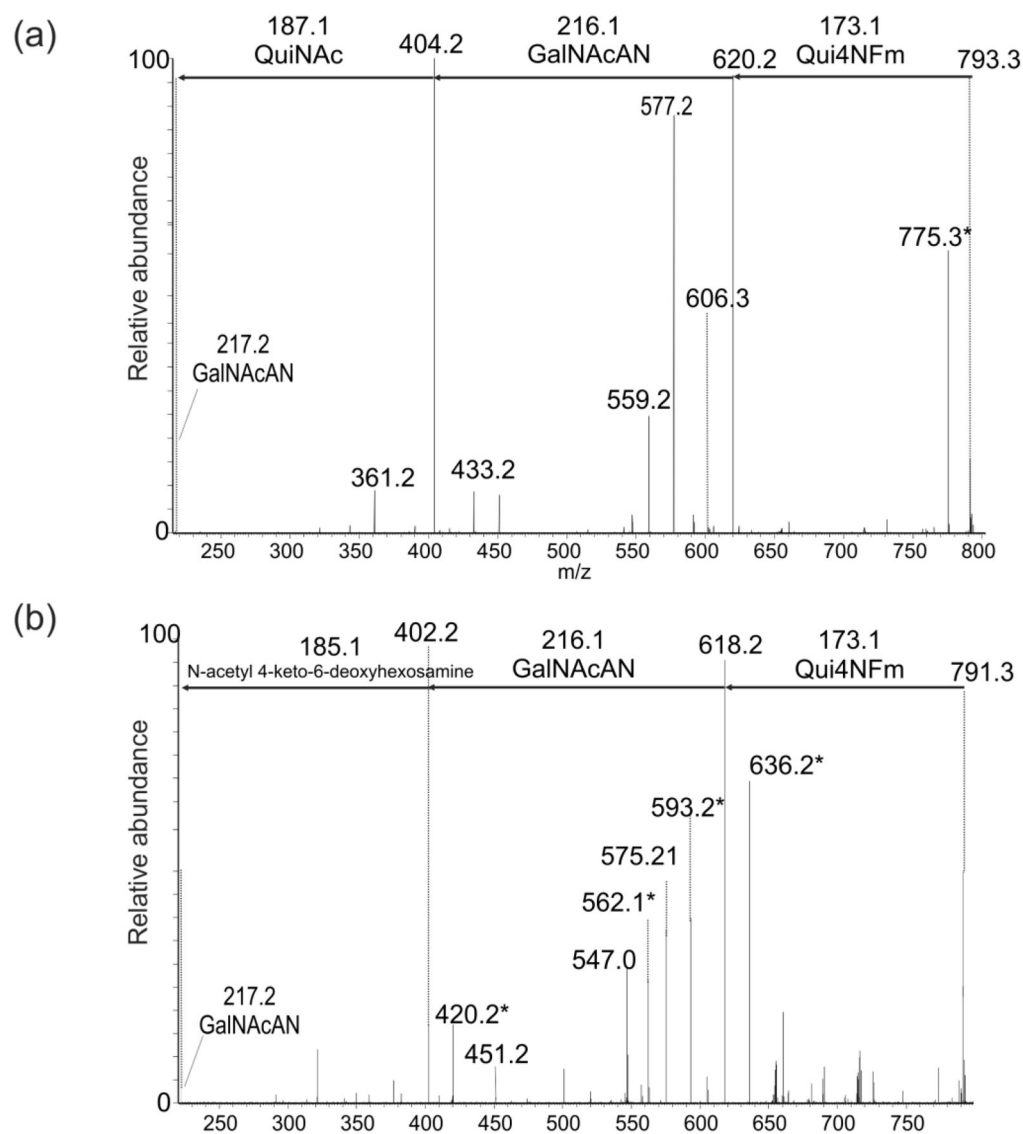 (a)
187.1
QuiNAc
404.2
216.1
GalNAcAN
173.1
Qui4NFm
620.2
793.3
100
577.2
775.3*
606.3
217.2
GalNAcAN
559.2
361.2
433.2
Relative abundance
0
250 300 350 400 450 500 550 600 650 700 750 800
m/z
(b)
100
185.1
N-acetyl 4-keto-6-deoxyhexosamine
402.2
216.1
GalNAcAN
618.2
173.1
Qui4NFm
791.3
636.2*
593.2*
575.21
562.1*
547.0
217.2
GalNAcAN
420.2*
451.2
Relative abundance
0
250 300 350 400 450 500 550 600 650 700 750